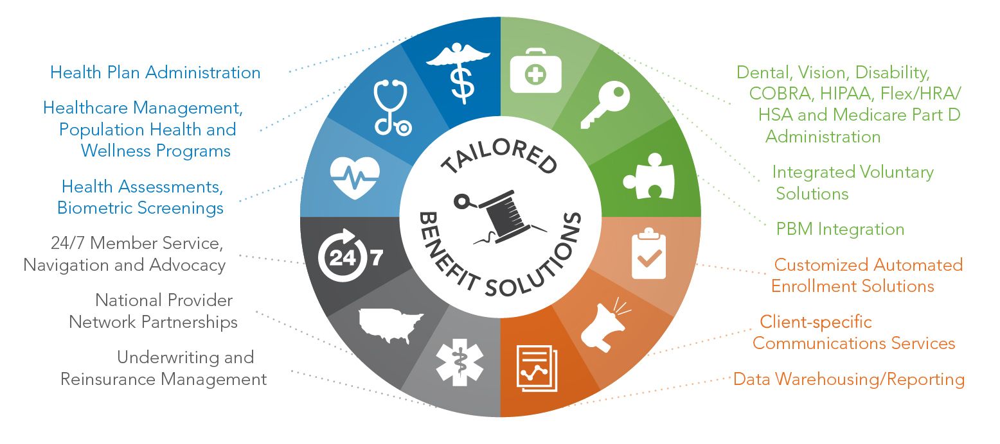 Health Plan Administration
Healthcare Management,
Population Health and
Wellness Programs
Health Assessments,
Biometric Screenings
24/7 Member Service,
Navigation and Advocacy
National Provider
Network Partnerships
Underwriting and
Reinsurance Management
$
24 7
TAILORED
BENEFIT SOLUTIONS
Dental, Vision, Disability,
COBRA, HIPAA, Flex/HRA/
HSA and Medicare Part D
Administration
Integrated Voluntary
Solutions
PBM Integration
Customized Automated
Enrollment Solutions
Client-specific
Communications Services
Data Warehousing/Reporting